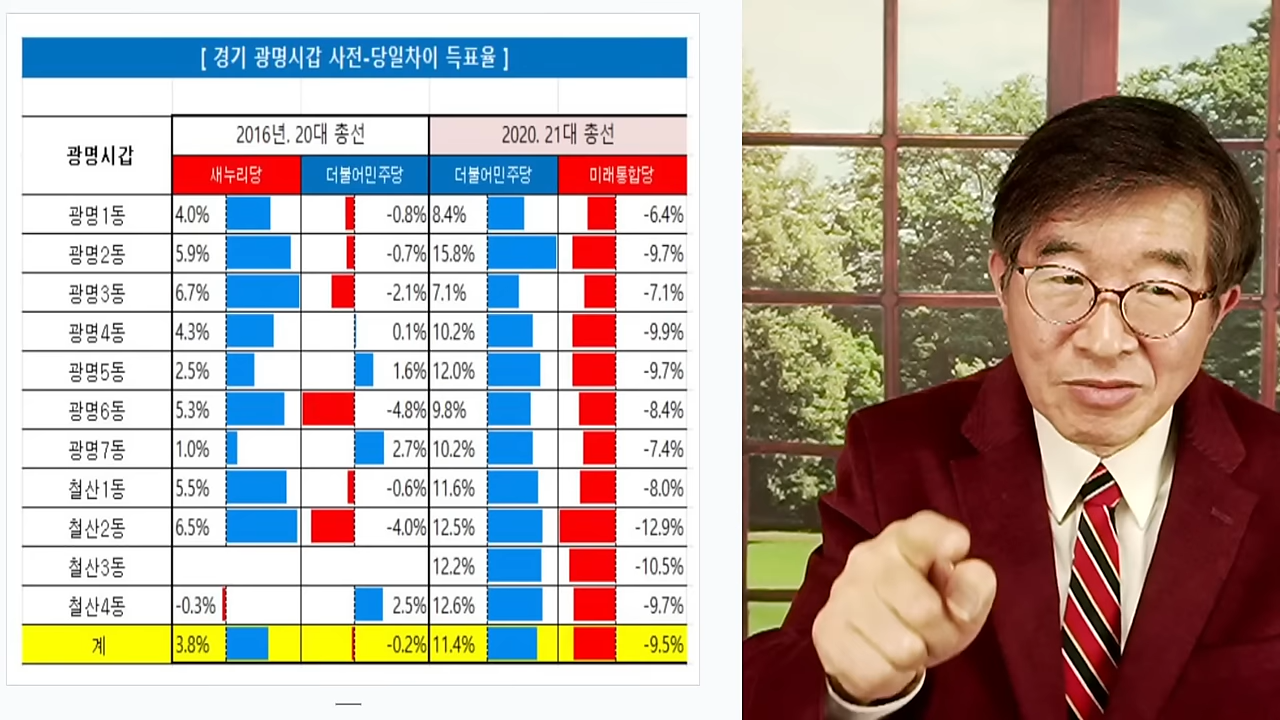 [ 경기 광명시갑 사전-당일차이 득표율 ]
광명시갑 2016년. 20대 총선 2020. 21대 총선
새누리당 더불어민주당 더불어민주당 미래통합당
광명1동 4.0% -0.8% 8.4% -6.4%
광명2동 5.9% -0.7% 15.8% -9.7%
광명3동 6.7% -2.1% 7.1% -7.1%
광명4동 4.3% 0.1% 10.2% -9.9%
광명5동 2.5% 1.6% 12.0% -9.7%
광명6동 5.3% -4.8% 9.8% -8.4%
광명7동 1.0% 2.7% 10.2% -7.4%
철산1동 5.5% -0.6% 11.6% -8.0%
철산2동 6.5% -4.0% 12.5% -12.9%
철산3동 12.2% -10.5%
철산4동 -0.3% 2.5% 12.6% -9.7%
계 3.8% -0.2% 11.4% -9.5%